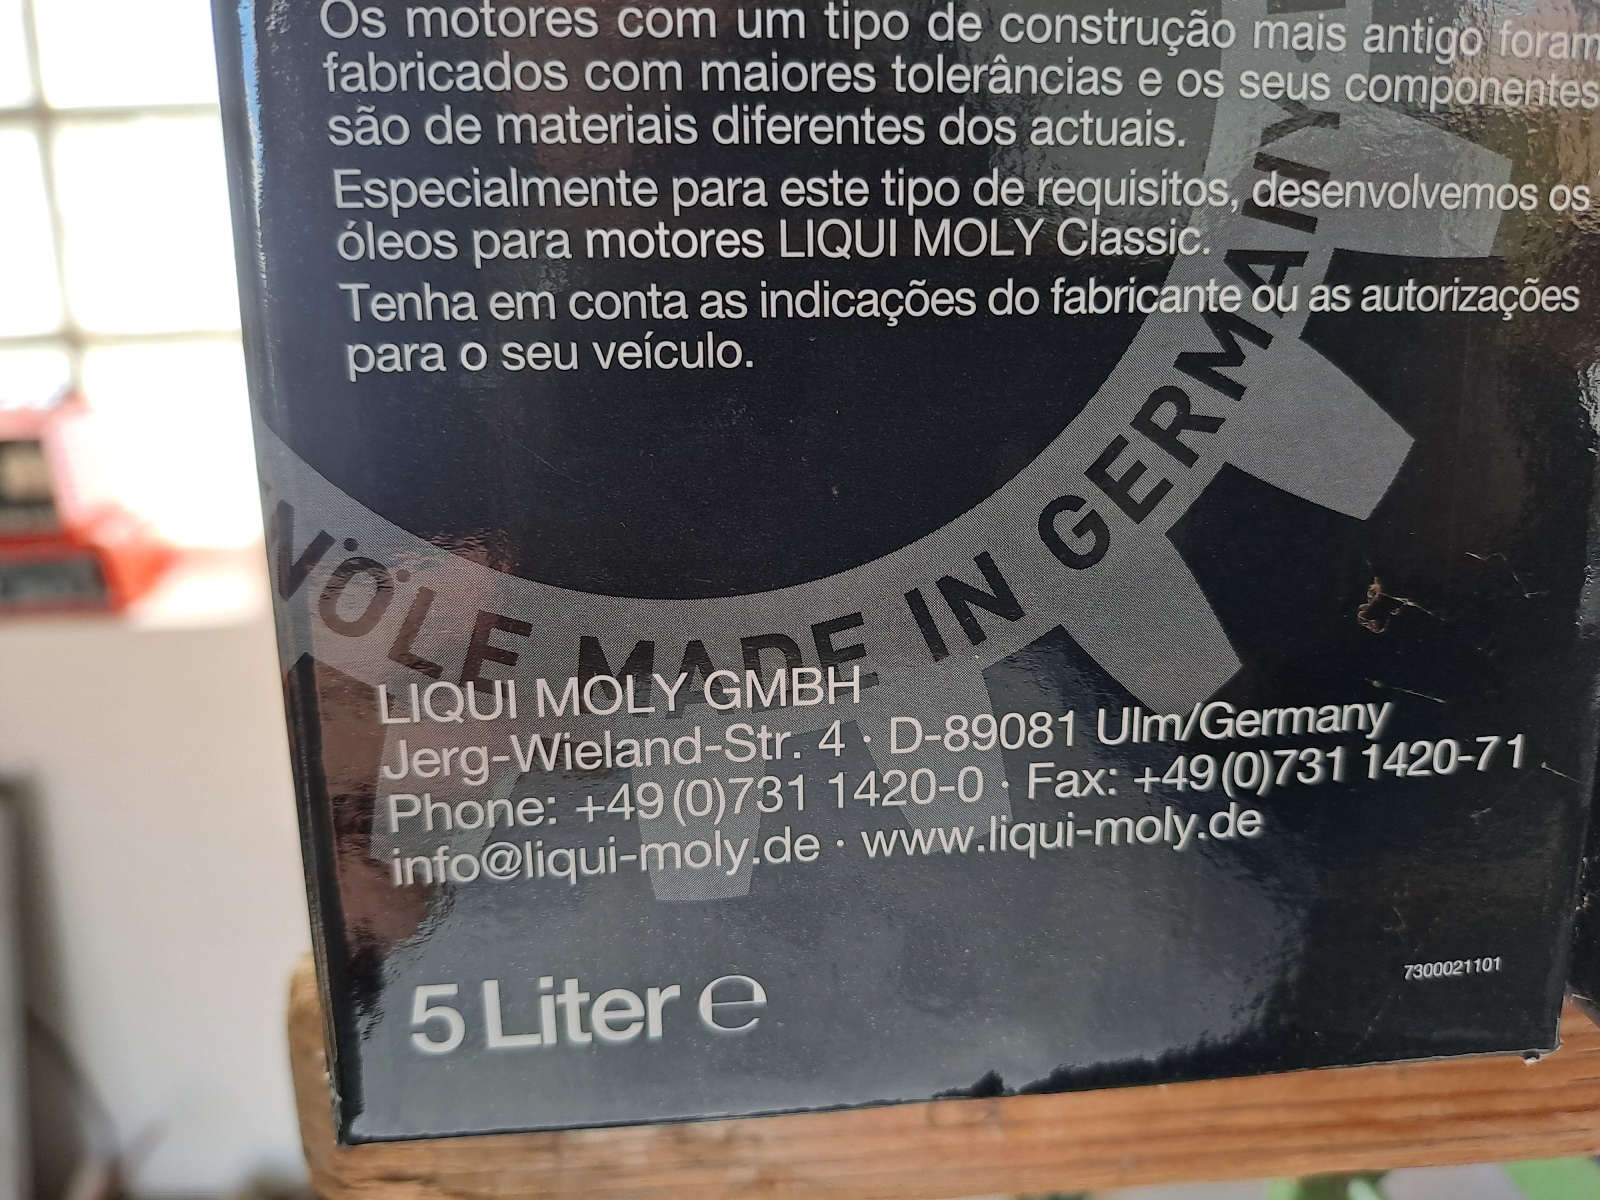 Os motores com um tipo de construção mais antigo foram
fabricados com maiores tolerâncias e os seus componentes
são de materiais diferentes dos actuais.
Especialmente para este tipo de requisitos, desenvolvemos os
óleos para motores LIQUI MOLY Classic.
Tenha em conta as indicações do fabricante ou as autorizações
para o seu veículo.
ÖLE MADE IN GERMANY
LIQUI MOLY GMBH
Jerg-Wieland-Str. 4 · D-89081 Ulm/Germany
Phone: +49(0)731 1420-0 · Fax: +49(0)731 1420-71
info@liqui-moly.de · www.liqui-moly.de
7300021101
5 Liter ℮